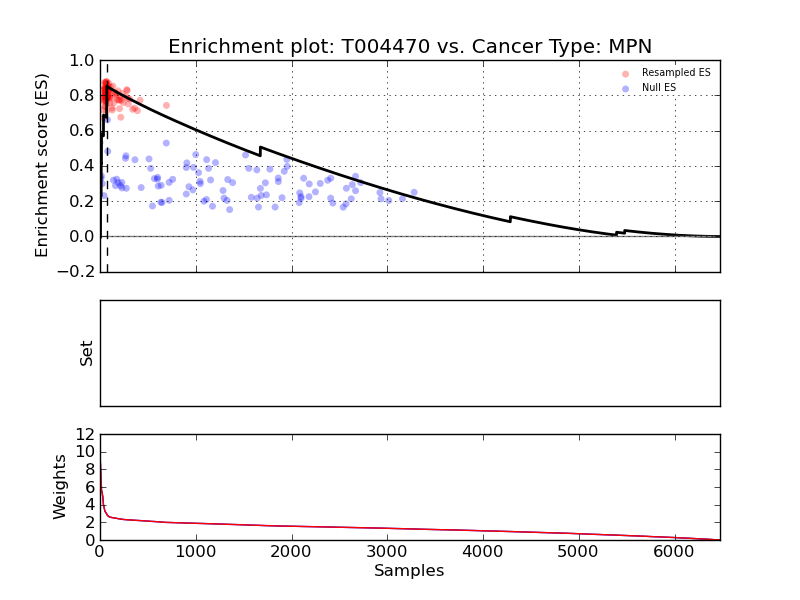 Enrichment plot: T004470 vs. Cancer Type: MPN
Enrichment score (ES)
1.0
0.8
0.6
0.4
0.2
0.0
−0.2
Resampled ES
Null ES
Set
Weights
12
10
8
6
4
2
0
0 1000 2000 3000 4000 5000 6000
Samples